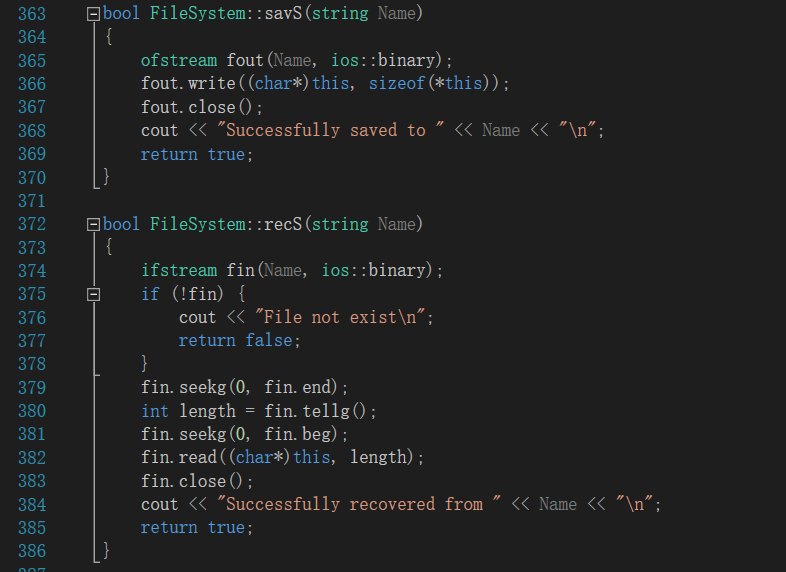 363 bool FileSystem::savS(string Name)
364 {
365 ofstream fout(Name, ios::binary);
366 fout.write((char*)this, sizeof(*this));
367 fout.close();
368 cout << "Successfully saved to " << Name << "\n";
369 return true;
370 }
371
372 bool FileSystem::recS(string Name)
373 {
374 ifstream fin(Name, ios::binary);
375 if (!fin) {
376 cout << "File not exist\n";
377 return false;
378 }
379 fin.seekg(0, fin.end);
380 int length = fin.tellg();
381 fin.seekg(0, fin.beg);
382 fin.read((char*)this, length);
383 fin.close();
384 cout << "Successfully recovered from " << Name << "\n";
385 return true;
386 }